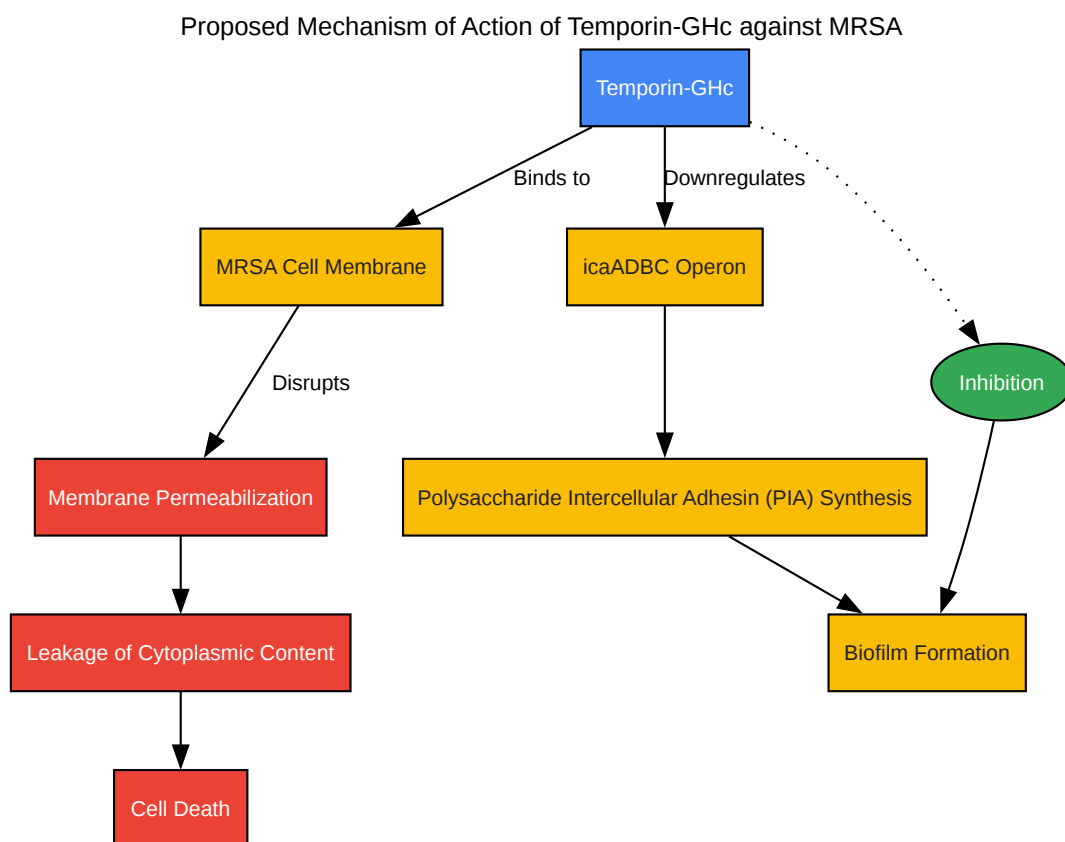 Proposed Mechanism of Action of Temporin-GHc against MRSA
Temporin-GHc
Binds to
Downregulates
MRSA Cell Membrane
icaADBC Operon
Disrupts
Inhibition
Membrane Permeabilization
Polysaccharide Intercellular Adhesin (PIA) Synthesis
Leakage of Cytoplasmic Content
Biofilm Formation
Cell Death